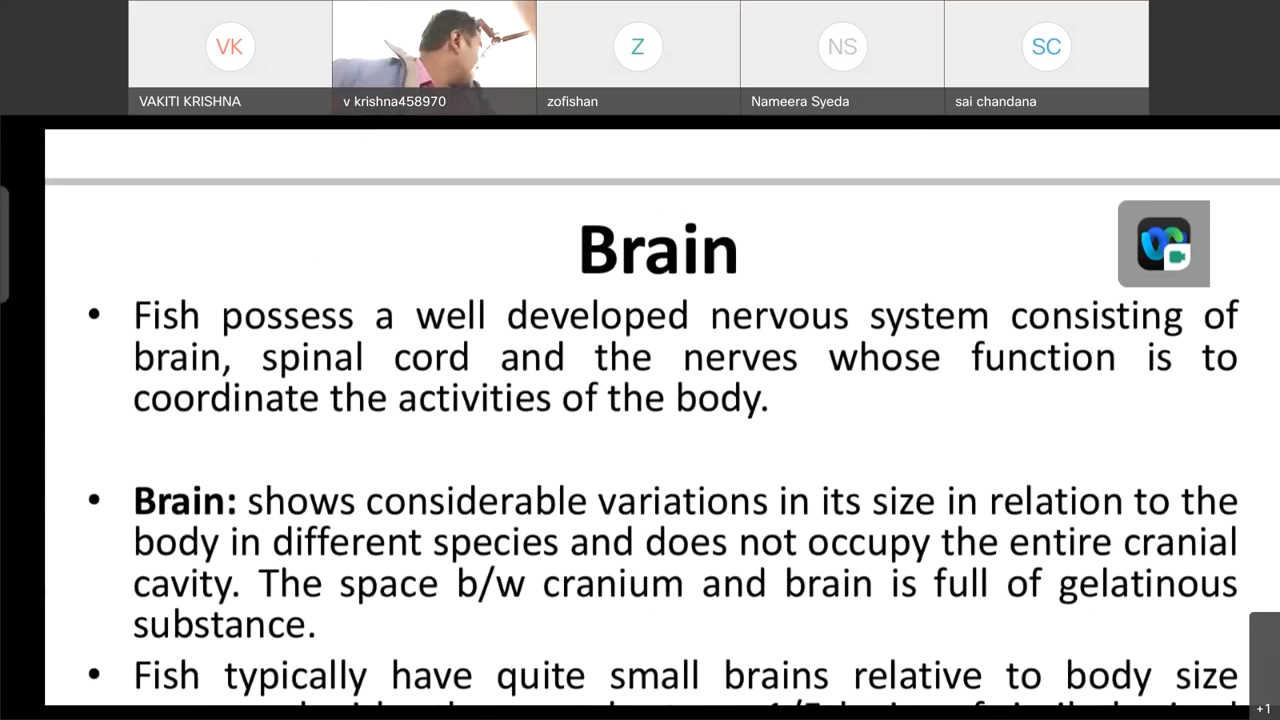 VK
Z
NS
SC
VAKITI KRISHNA
v krishna458970
zofishan
Nameera Syeda
sai chandana
Brain
• Fish possess a well developed nervous system consisting of
brain, spinal cord and the nerves whose function is to
coordinate the activities of the body.
• Brain: shows considerable variations in its size in relation to the
body in different species and does not occupy the entire cranial
cavity. The space b/w cranium and brain is full of gelatinous
substance.
• Fish typically have quite small brains relative to body size
+1